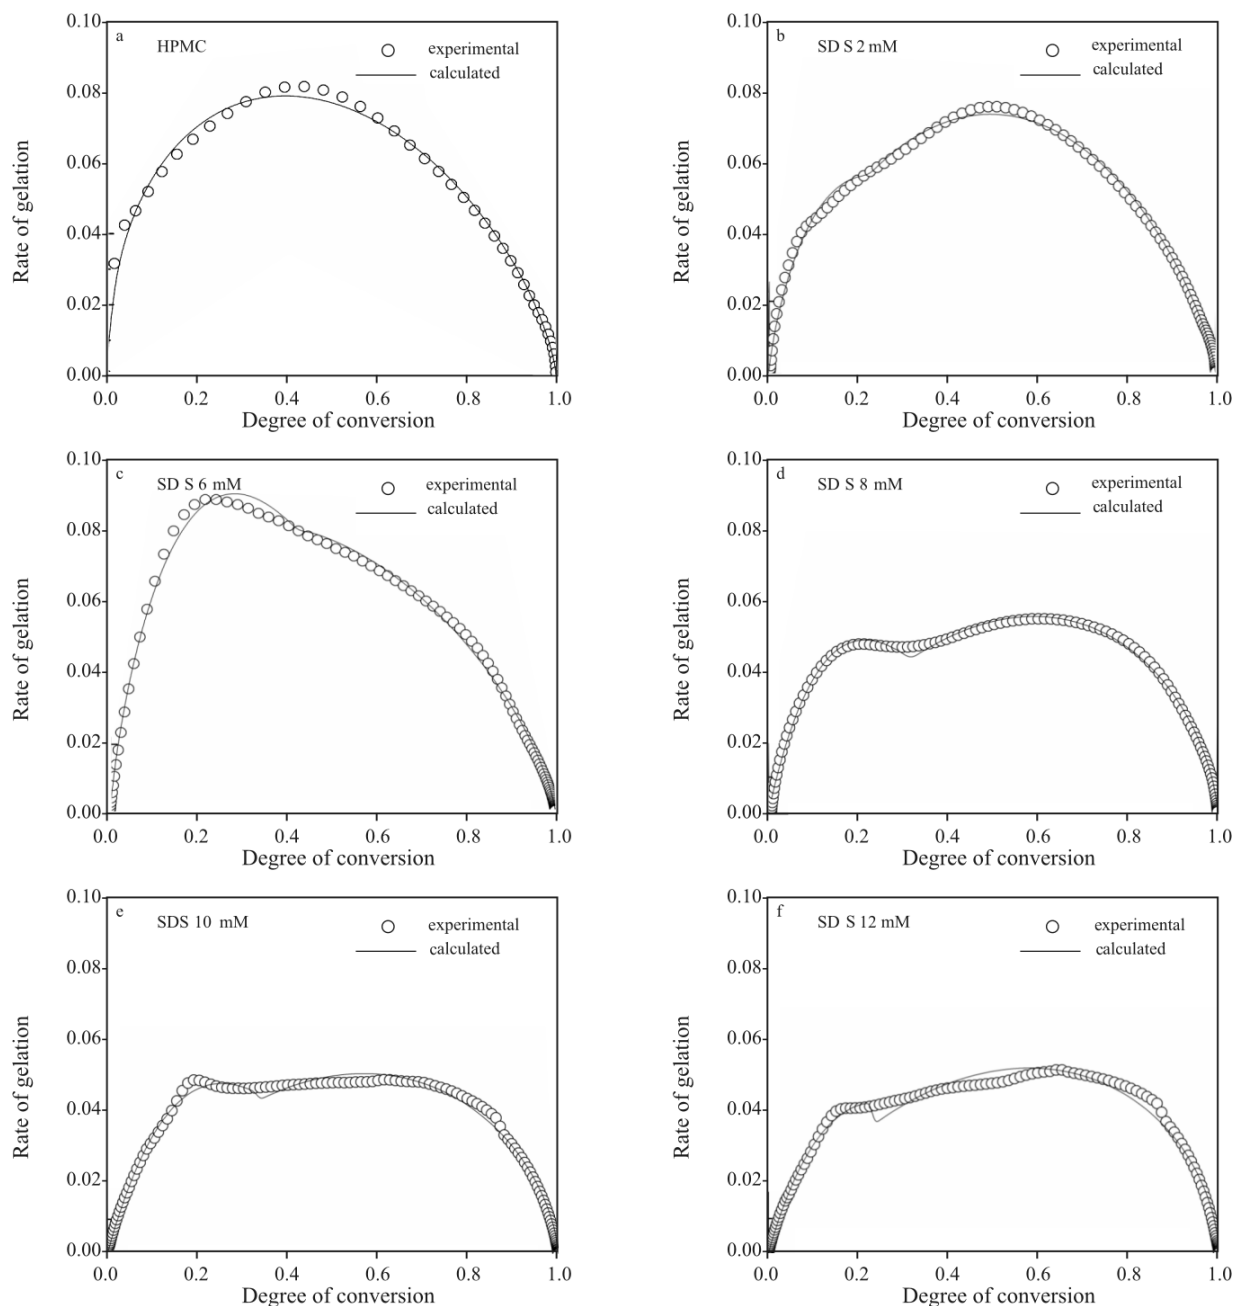 a HPMC experimental
calculated
0.10
0.08
0.06
0.04
0.02
0.00
0.0 0.2 0.4 0.6 0.8 1.0
Rate of gelation
Degree of conversion
b SD S 2 mM experimental
calculated
0.10
0.08
0.06
0.04
0.02
0.00
0.0 0.2 0.4 0.6 0.8 1.0
Rate of gelation
Degree of conversion
c SD S 6 mM experimental
calculated
0.10
0.08
0.06
0.04
0.02
0.00
0.0 0.2 0.4 0.6 0.8 1.0
Rate of gelation
Degree of conversion
d SD S 8 mM experimental
calculated
0.10
0.08
0.06
0.04
0.02
0.00
0.0 0.2 0.4 0.6 0.8 1.0
Rate of gelation
Degree of conversion
e SDS 10 mM experimental
calculated
0.10
0.08
0.06
0.04
0.02
0.00
0.0 0.2 0.4 0.6 0.8 1.0
Rate of gelation
Degree of conversion
f SD S 12 mM experimental
calculated
0.10
0.08
0.06
0.04
0.02
0.00
0.0 0.2 0.4 0.6 0.8 1.0
Rate of gelation
Degree of conversion